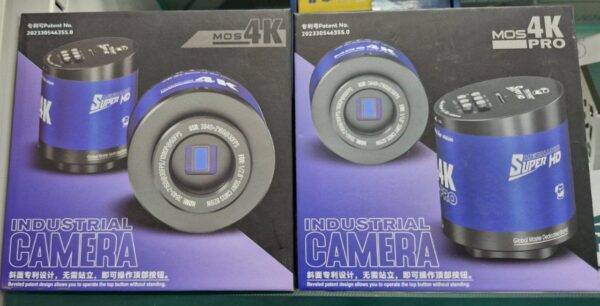 专利号Patent No.
202330546355.0
MOS 4K
4K
SUPER HD
4K
INDUSTRIAL
CAMERA
斜面专利设计，无需站立，即可操作顶部按钮。
Beveled patent design allows you to operate the top button without standing.
专利号Patent No.
202330546355.0
MOS 4K
PRO
4K
4K
PRO
SUPER HD
INDUSTRIAL
CAMERA
斜面专利设计，无需站立，即可操作顶部按钮。
Beveled patent design allows you to operate the top button without standing.